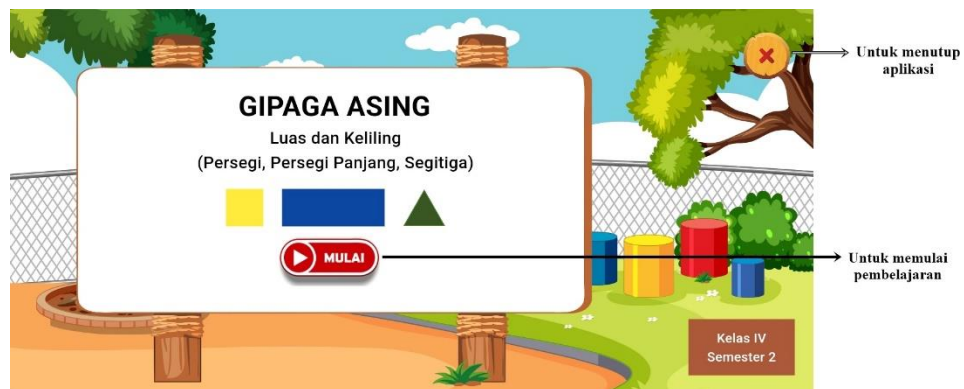 GIPAGA ASING
Luas dan Keliling
(Persegi, Persegi Panjang, Segitiga)
MULAI
Kelas IV
Semester 2
Untuk menutup
aplikasi
Untuk memulai
pembelajaran